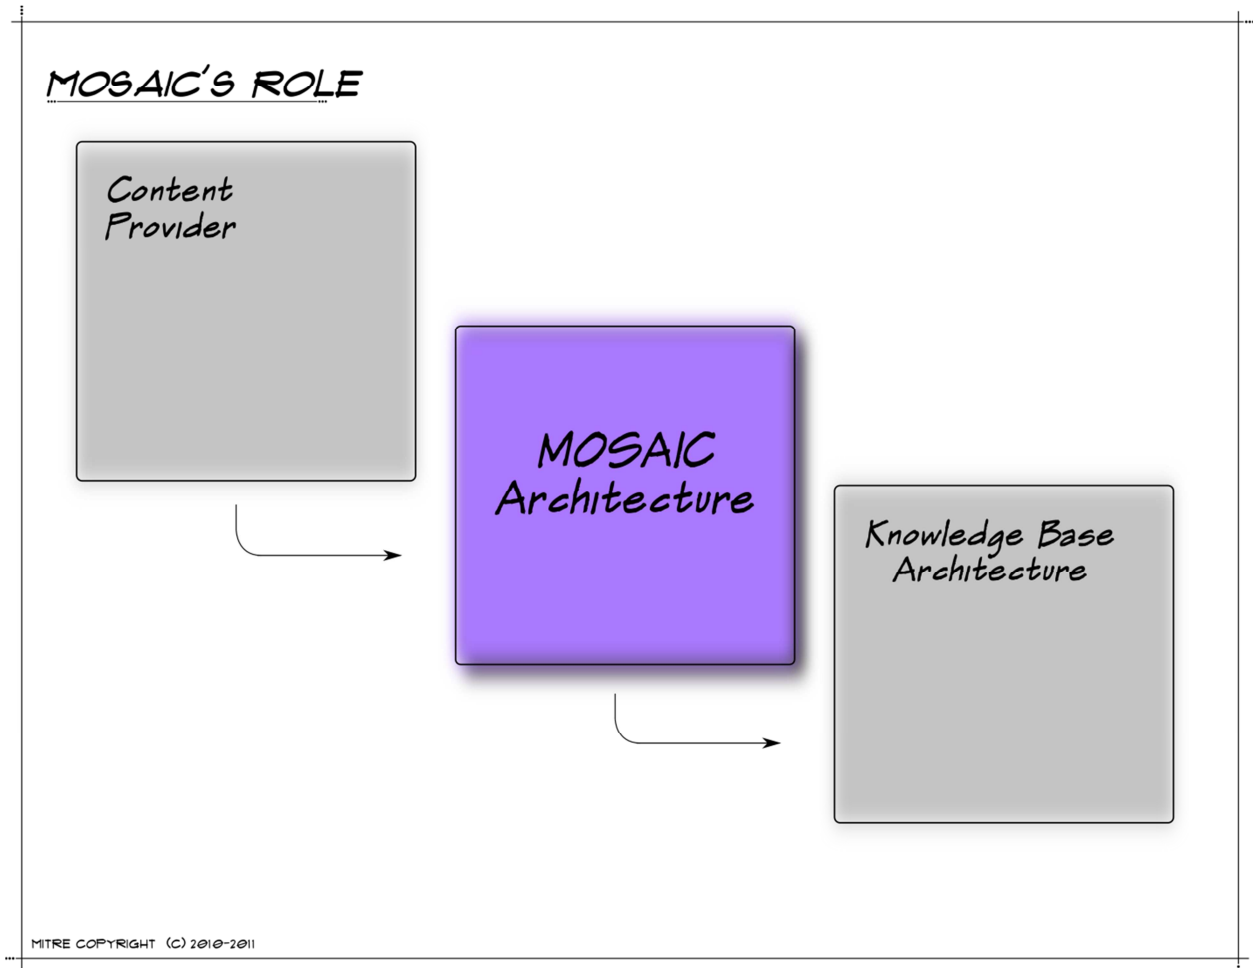 MOSAIC'S ROLE
Content
Provider
MOSAIC
Architecture
Knowledge Base
Architecture
MITRE COPYRIGHT (C) 2010-2011